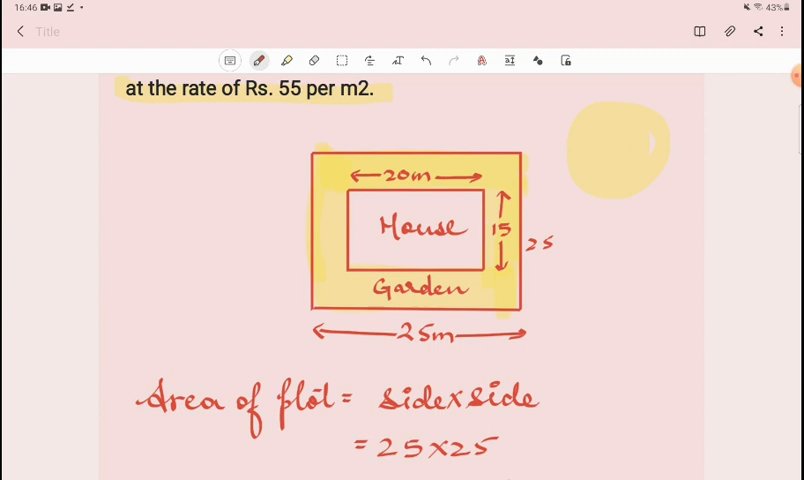 16:46 43%
Title
at the rate of Rs. 55 per m2.
20m
House 15
25
Garden
25m
Area of plot = side×side
= 25×25